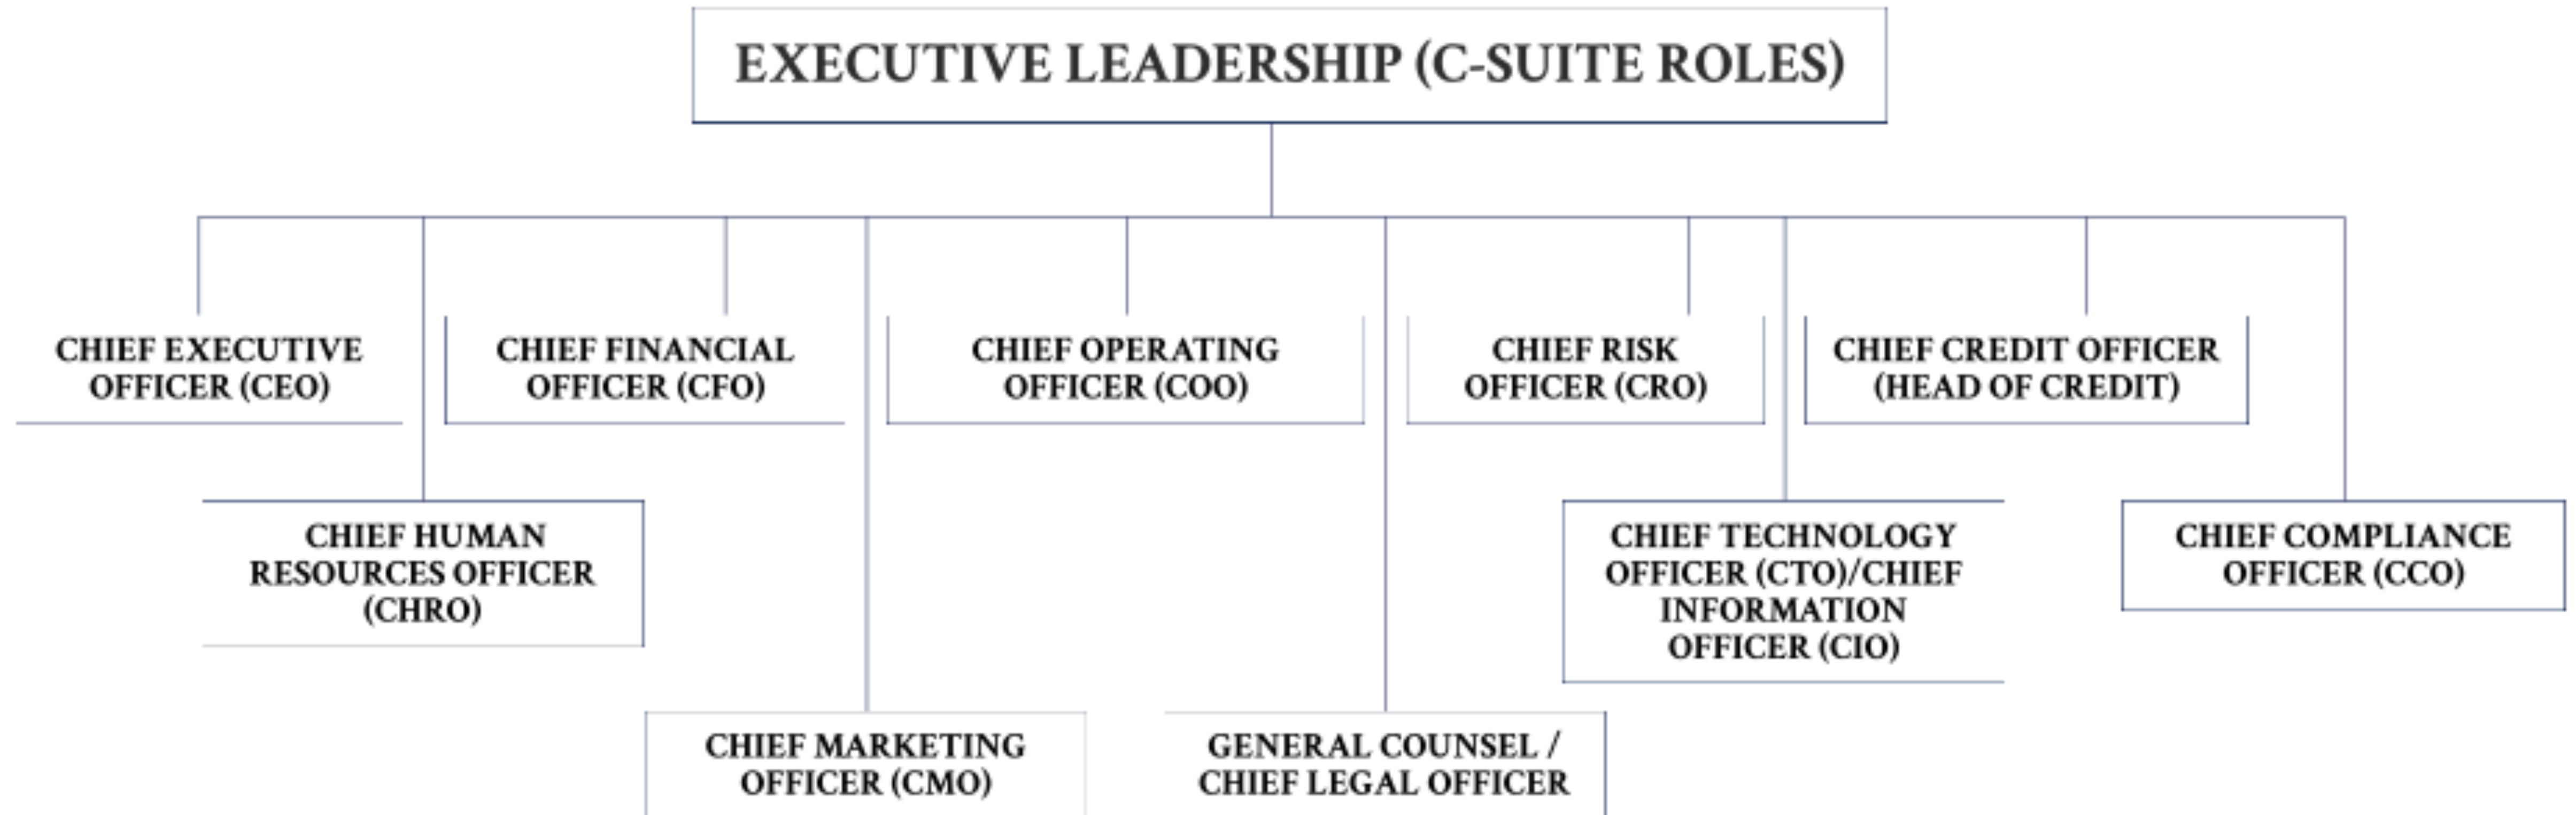 EXECUTIVE LEADERSHIP (C-SUITE ROLES)
CHIEF EXECUTIVE
OFFICER (CEO)
CHIEF FINANCIAL
OFFICER (CFO)
CHIEF OPERATING
OFFICER (COO)
CHIEF RISK
OFFICER (CRO)
CHIEF CREDIT OFFICER
(HEAD OF CREDIT)
CHIEF HUMAN
RESOURCES OFFICER
(CHRO)
CHIEF TECHNOLOGY
OFFICER (CTO)/CHIEF
INFORMATION
OFFICER (CIO)
CHIEF COMPLIANCE
OFFICER (CCO)
CHIEF MARKETING
OFFICER (CMO)
GENERAL COUNSEL /
CHIEF LEGAL OFFICER